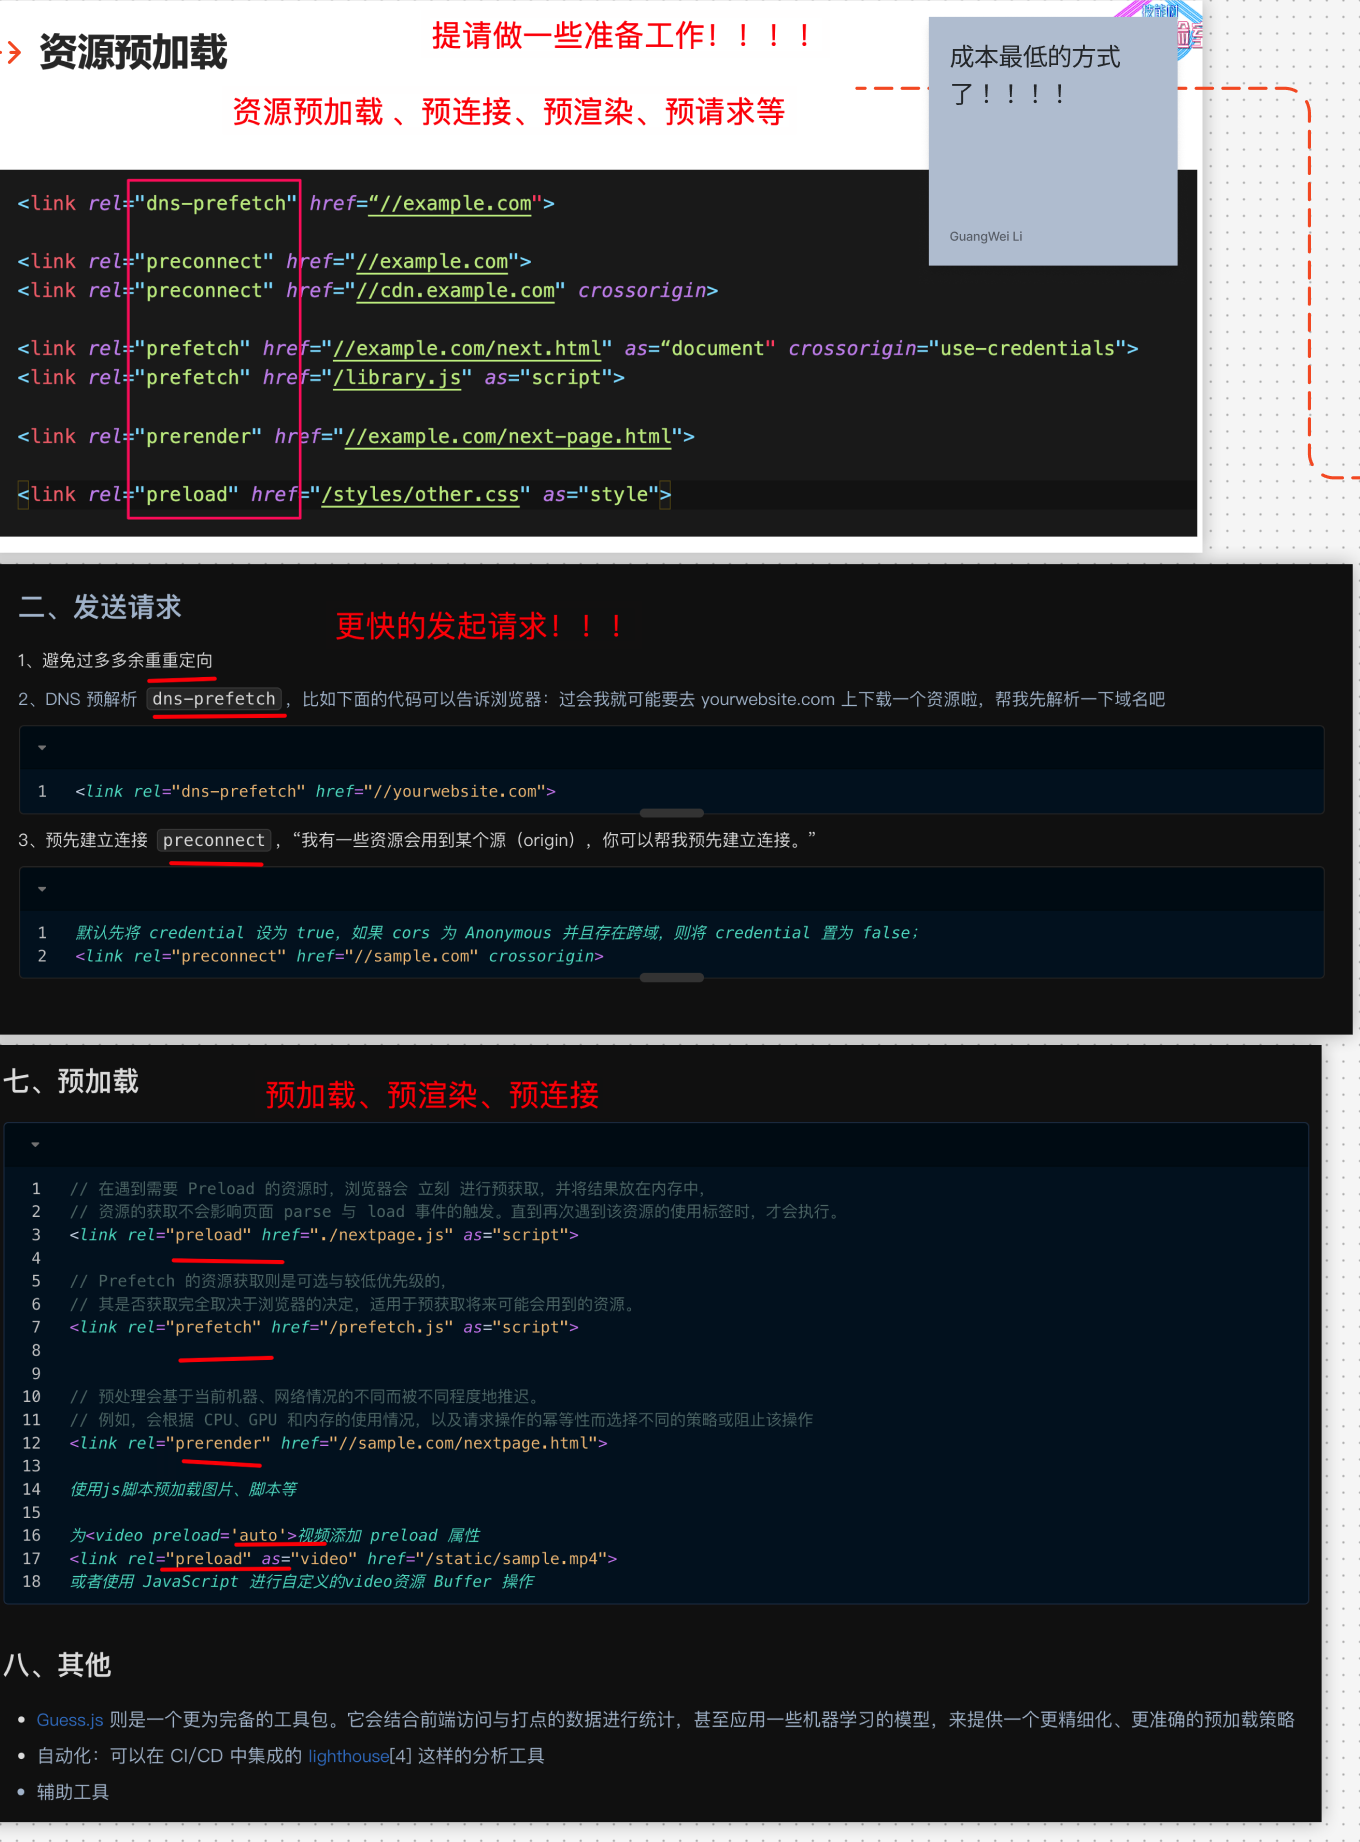 资源预加载
提请做一些准备工作！！！！
资源预加载 、预连接、预渲染、预请求等
成本最低的方式
了！！！！
GuangWei Li
<link rel="dns-prefetch" href=“//example.com">
<link rel="preconnect" href="//example.com">
<link rel="preconnect" href="//cdn.example.com" crossorigin>
<link rel="prefetch" href="//example.com/next.html" as=“document" crossorigin="use-credentials">
<link rel="prefetch" href="/library.js" as="script">
<link rel="prerender" href="//example.com/next-page.html">
<link rel="preload" href="/styles/other.css" as="style">
二、发送请求
更快的发起请求！！！
1、避免过多多余重重定向
2、DNS 预解析 dns-prefetch，比如下面的代码可以告诉浏览器：过会我就可能要去 yourwebsite.com 上下载一个资源啦，帮我先解析一下域名吧
1 <link rel="dns-prefetch" href="//yourwebsite.com">
3、预先建立连接 preconnect，“我有一些资源会用到某个源（origin），你可以帮我预先建立连接。”
1 默认先将 credential 设为 true，如果 cors 为 Anonymous 并且存在跨域，则将 credential 置为 false；
2 <link rel="preconnect" href="//sample.com" crossorigin>
七、预加载
预加载、预渲染、预连接
1 // 在遇到需要 Preload 的资源时，浏览器会 立刻 进行预获取，并将结果放在内存中，
2 // 资源的获取不会影响页面 parse 与 load 事件的触发。直到再次遇到该资源的使用标签时，才会执行。
3 <link rel="preload" href="./nextpage.js" as="script">
4
5 // Prefetch 的资源获取则是可选与较低优先级的，
6 // 其是否获取完全取决于浏览器的决定，适用于预获取将来可能会用到的资源。
7 <link rel="prefetch" href="/prefetch.js" as="script">
8
9
10 // 预处理会基于当前机器、网络情况的不同而被不同程度地推迟。
11 // 例如，会根据 CPU、GPU 和内存的使用情况，以及请求操作的幂等性而选择不同的策略或阻止该操作
12 <link rel="prerender" href="//sample.com/nextpage.html">
13
14 使用js脚本预加载图片、脚本等
15
16 为<video preload='auto'>视频添加 preload 属性
17 <link rel="preload" as="video" href="/static/sample.mp4">
18 或者使用 JavaScript 进行自定义的video资源 Buffer 操作
八、其他
• Guess.js 则是一个更为完备的工具包。它会结合前端访问与打点的数据进行统计，甚至应用一些机器学习的模型，来提供一个更精细化、更准确的预加载策略
• 自动化：可以在 CI/CD 中集成的 lighthouse[4] 这样的分析工具
• 辅助工具